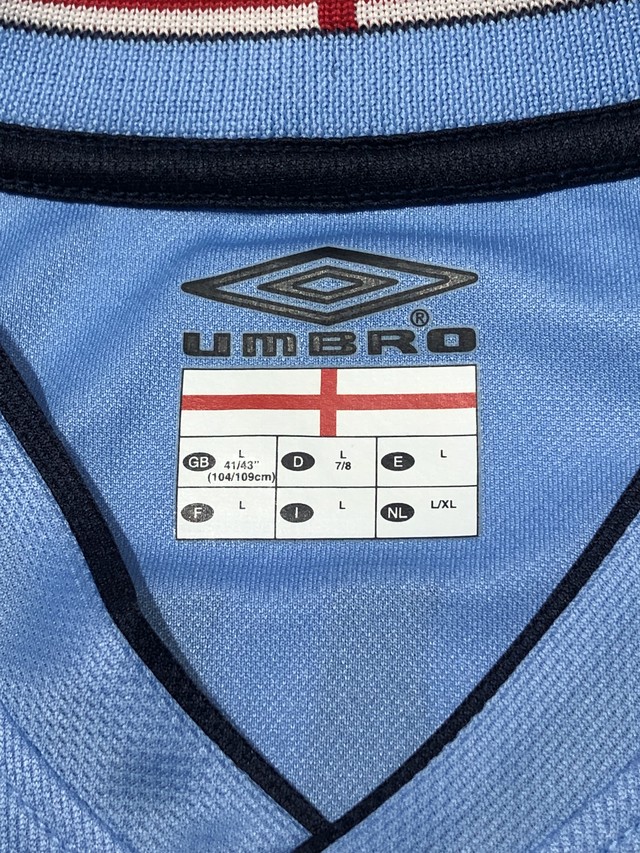 UMBRO®
GB L 41/43"
(104/109cm)
D L 7/8
E L
F L
I L
NL L/XL